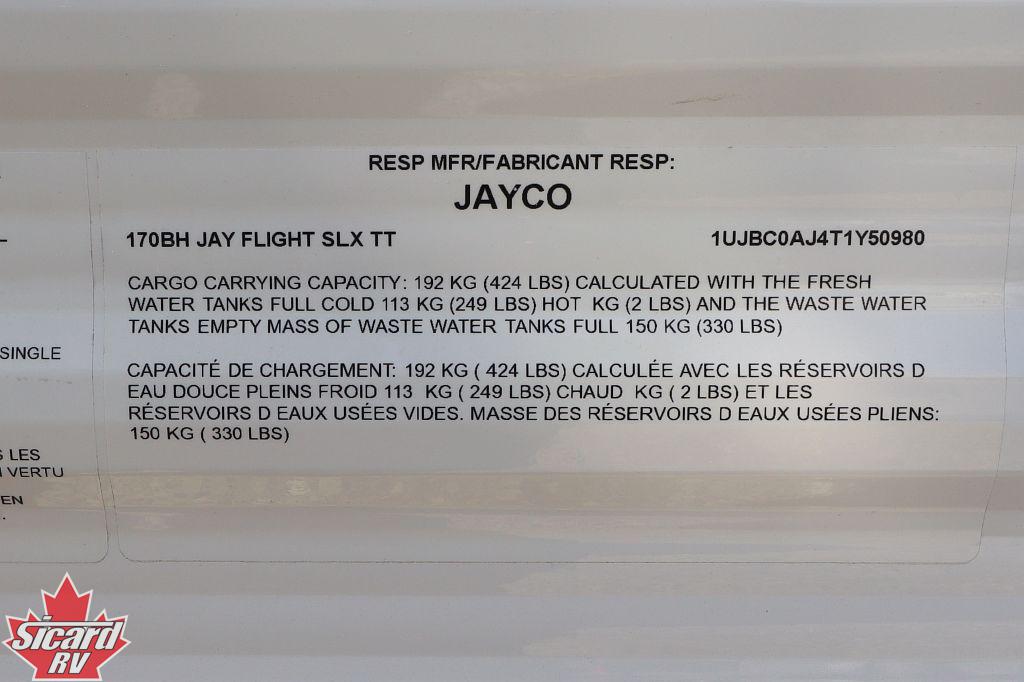 RESP MFR/FABRICANT RESP:
JAYCO
170BH JAY FLIGHT SLX TT 1UJBC0AJ4T1Y50980
CARGO CARRYING CAPACITY: 192 KG (424 LBS) CALCULATED WITH THE FRESH
WATER TANKS FULL COLD 113 KG (249 LBS) HOT KG (2 LBS) AND THE WASTE WATER
TANKS EMPTY MASS OF WASTE WATER TANKS FULL 150 KG (330 LBS)
CAPACITÉ DE CHARGEMENT: 192 KG ( 424 LBS) CALCULÉE AVEC LES RÉSERVOIRS D
EAU DOUCE PLEINS FROID 113 KG ( 249 LBS) CHAUD KG ( 2 LBS) ET LES
RÉSERVOIRS D EAUX USÉES VIDES. MASSE DES RÉSERVOIRS D EAUX USÉES PLIENS:
150 KG ( 330 LBS)
SINGLE
LES
VERTU
EN
Sicard
RV